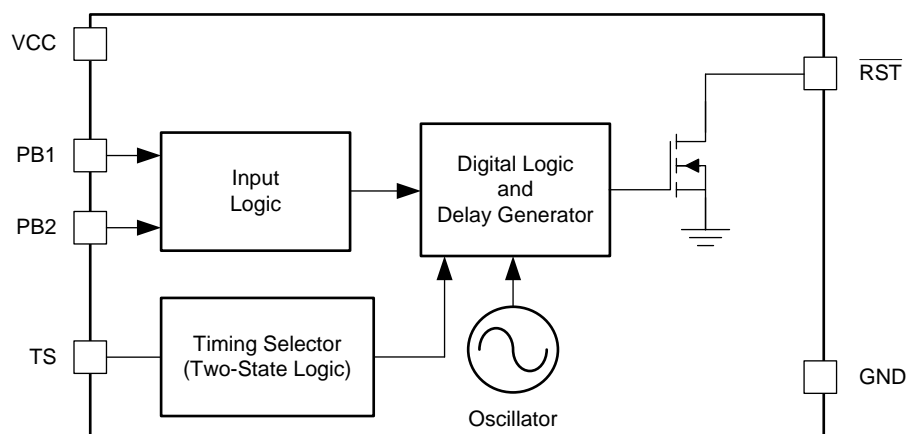 VCC
RST
PB1
Input
Logic
Digital Logic
and
Delay Generator
PB2
TS
Timing Selector
(Two-State Logic)
Oscillator
GND